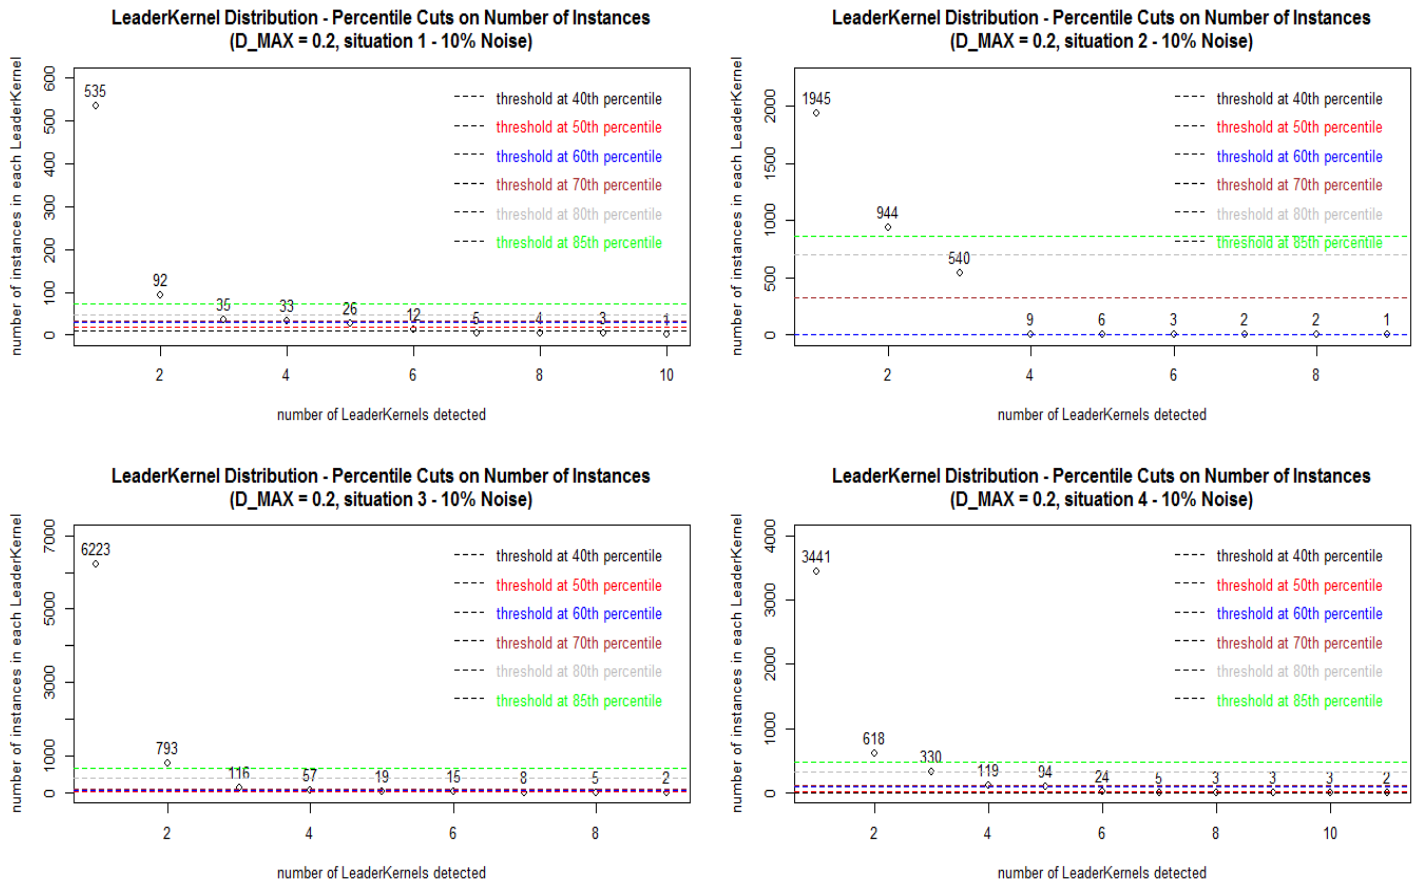 LeaderKernel Distribution - Percentile Cuts on Number of Instances
(D_MAX = 0.2, situation 1 - 10% Noise)
number of instances in each LeaderKernel
600
500
400
300
200
100
0
535
92
35
33
26
12
5
4
3
1
threshold at 40th percentile
threshold at 50th percentile
threshold at 60th percentile
threshold at 70th percentile
threshold at 80th percentile
threshold at 85th percentile
2
4
6
8
10
number of LeaderKernels detected
LeaderKernel Distribution - Percentile Cuts on Number of Instances
(D_MAX = 0.2, situation 2 - 10% Noise)
number of instances in each LeaderKernel
2000
1500
1000
500
0
1945
944
540
9
6
3
2
2
1
threshold at 40th percentile
threshold at 50th percentile
threshold at 60th percentile
threshold at 70th percentile
threshold at 80th percentile
threshold at 85th percentile
2
4
6
8
number of LeaderKernels detected
LeaderKernel Distribution - Percentile Cuts on Number of Instances
(D_MAX = 0.2, situation 3 - 10% Noise)
number of instances in each LeaderKernel
7000
5000
3000
1000
0
6223
793
116
57
19
15
8
5
2
threshold at 40th percentile
threshold at 50th percentile
threshold at 60th percentile
threshold at 70th percentile
threshold at 80th percentile
threshold at 85th percentile
2
4
6
8
number of LeaderKernels detected
LeaderKernel Distribution - Percentile Cuts on Number of Instances
(D_MAX = 0.2, situation 4 - 10% Noise)
number of instances in each LeaderKernel
4000
3000
2000
1000
0
3441
618
330
119
94
24
5
3
3
3
2
threshold at 40th percentile
threshold at 50th percentile
threshold at 60th percentile
threshold at 70th percentile
threshold at 80th percentile
threshold at 85th percentile
2
4
6
8
10
number of LeaderKernels detected